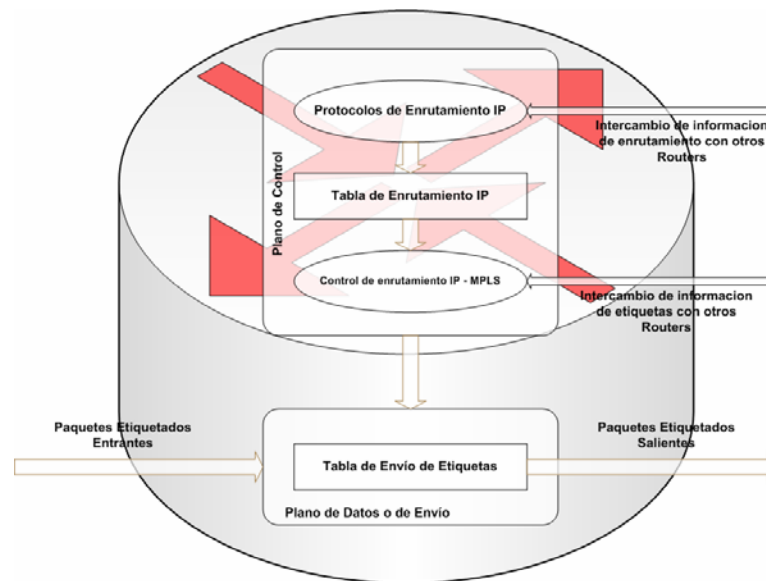 Protocolos de Enrutamiento IP
Intercambio de informacion
de enrutamiento con otros
Routers
Plano de Control
Tabla de Enrutamiento IP
Control de enrutamiento IP - MPLS
Intercambio de informacion
de etiquetas con otros
Routers
Paquetes Etiquetados
Entrantes
Paquetes Etiquetados
Salientes
Tabla de Envío de Etiquetas
Plano de Datos o de Envío